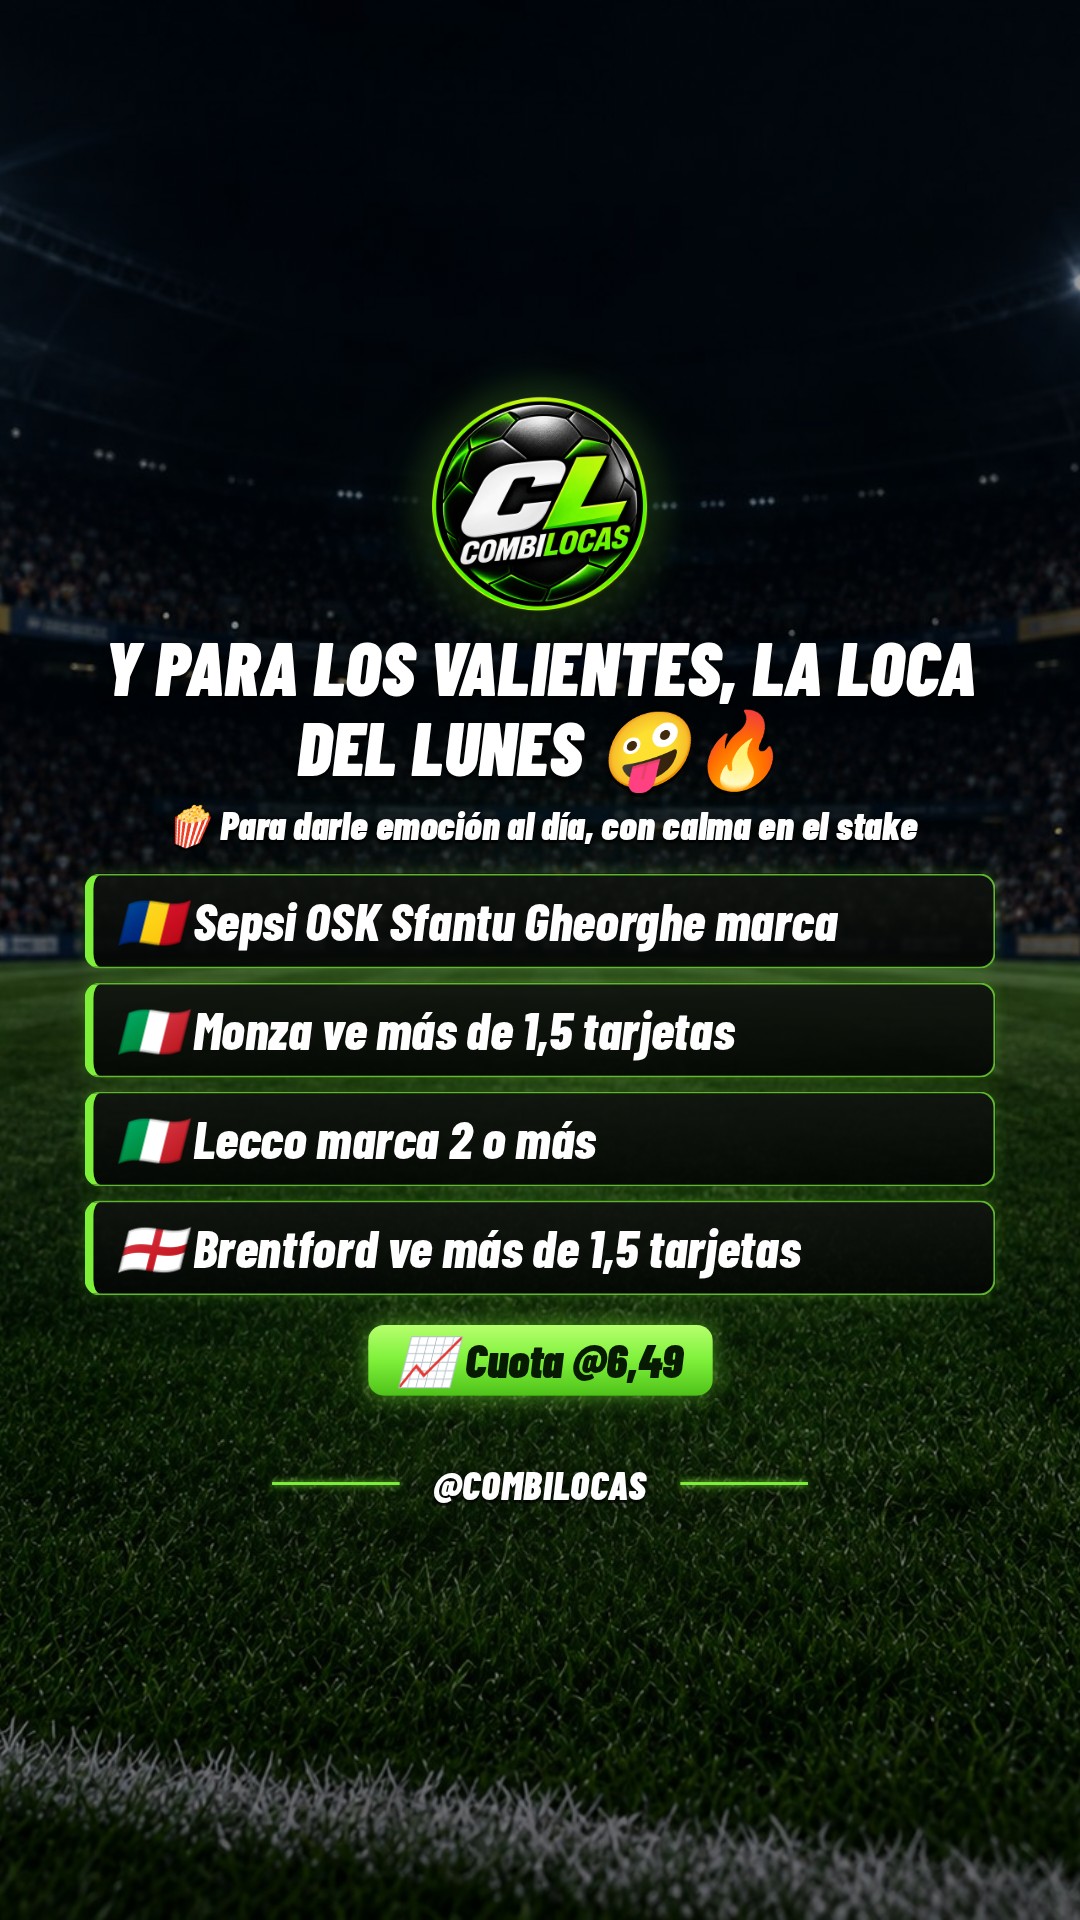 CL
COMBILOCAS
Y PARA LOS VALIENTES, LA LOCA
DEL LUNES 🤪🔥
🍿 Para darle emoción al día, con calma en el stake
🇷🇴 Sepsi OSK Sfantu Gheorghe marca
🇮🇹 Monza ve más de 1,5 tarjetas
🇮🇹 Lecco marca 2 o más
🏴󠁧󠁢󠁥󠁮󠁧󠁿 Brentford ve más de 1,5 tarjetas
📈 Cuota @6,49
@COMBILOCAS